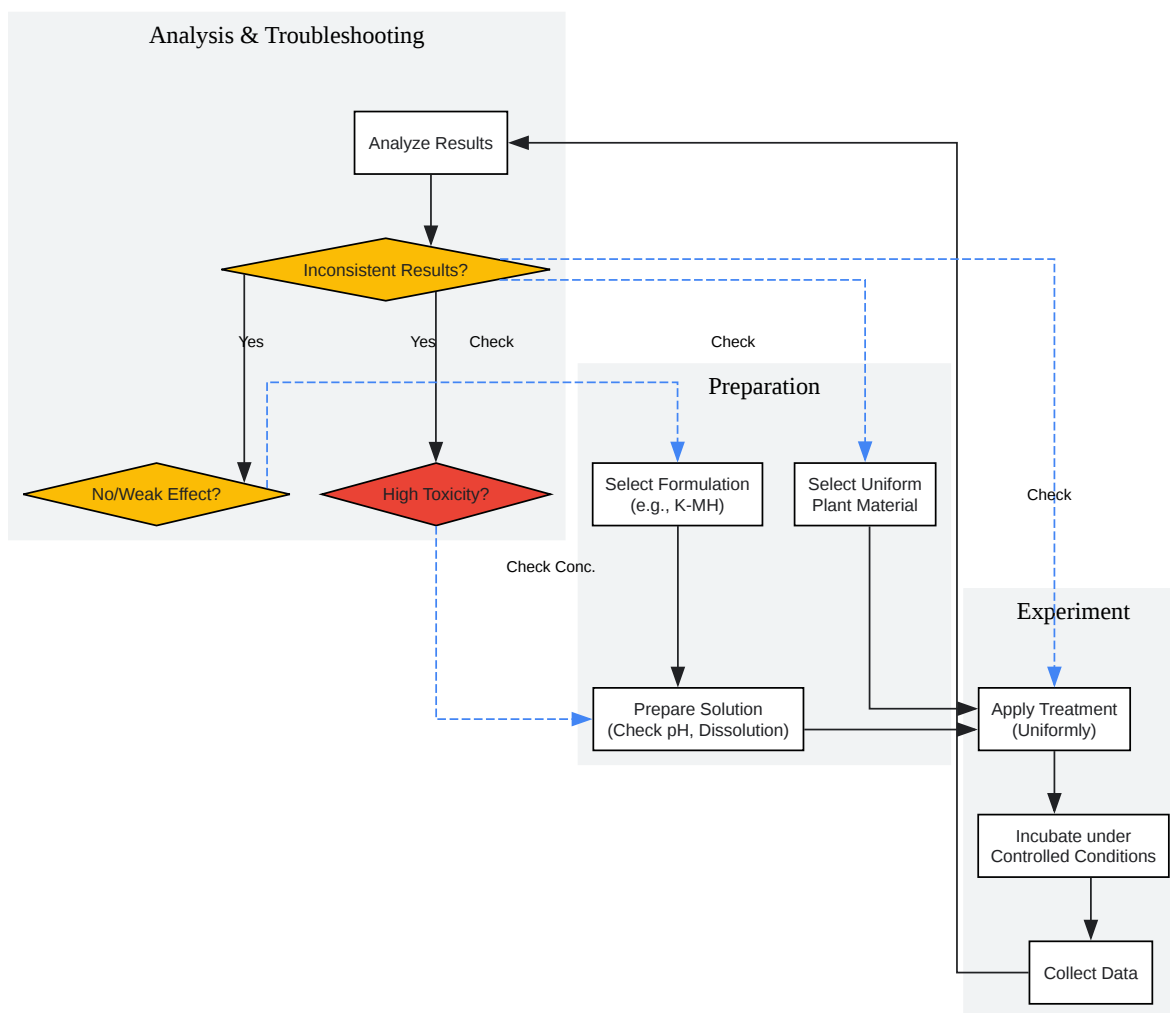 Analysis & Troubleshooting
Analyze Results
Inconsistent Results?
Yes
Yes
Check
Check
Preparation
No/Weak Effect?
High Toxicity?
Select Formulation
(e.g., K-MH)
Select Uniform
Plant Material
Check
Check Conc.
Experiment
Prepare Solution
(Check pH, Dissolution)
Apply Treatment
(Uniformly)
Incubate under
Controlled Conditions
Collect Data